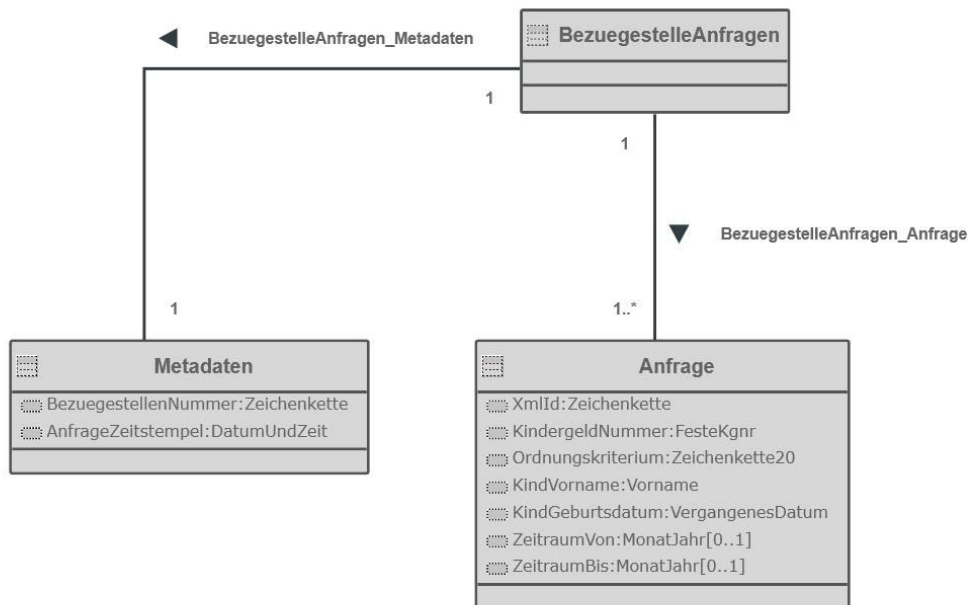 BezuegestelleAnfragen_Metadaten
BezuegestelleAnfragen
1
1
BezuegestelleAnfragen_Anfrage
1
1..*
Metadaten
BezuegestellenNummer:Zeichenkette
AnfrageZeitstempel:DatumUndZeit
Anfrage
XmlId:Zeichenkette
KindergeldNummer:FesteKgnr
Ordnungskriterium:Zeichenkette20
KindVorname:Vorname
KindGeburtsdatum:VergangenesDatum
ZeitraumVon:MonatJahr[0..1]
ZeitraumBis:MonatJahr[0..1]